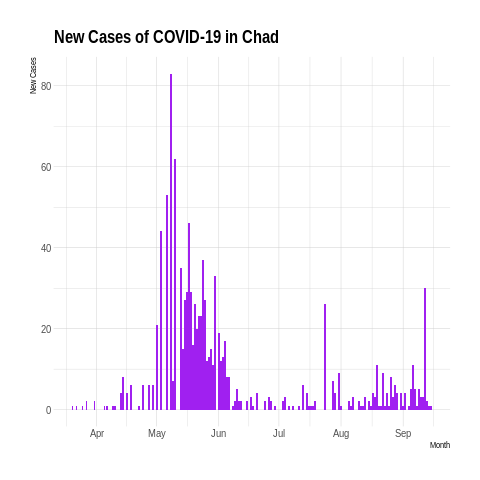 New Cases of COVID-19 in Chad
New Cases
80
60
40
20
0
Apr May Jun Jul Aug Sep
Month